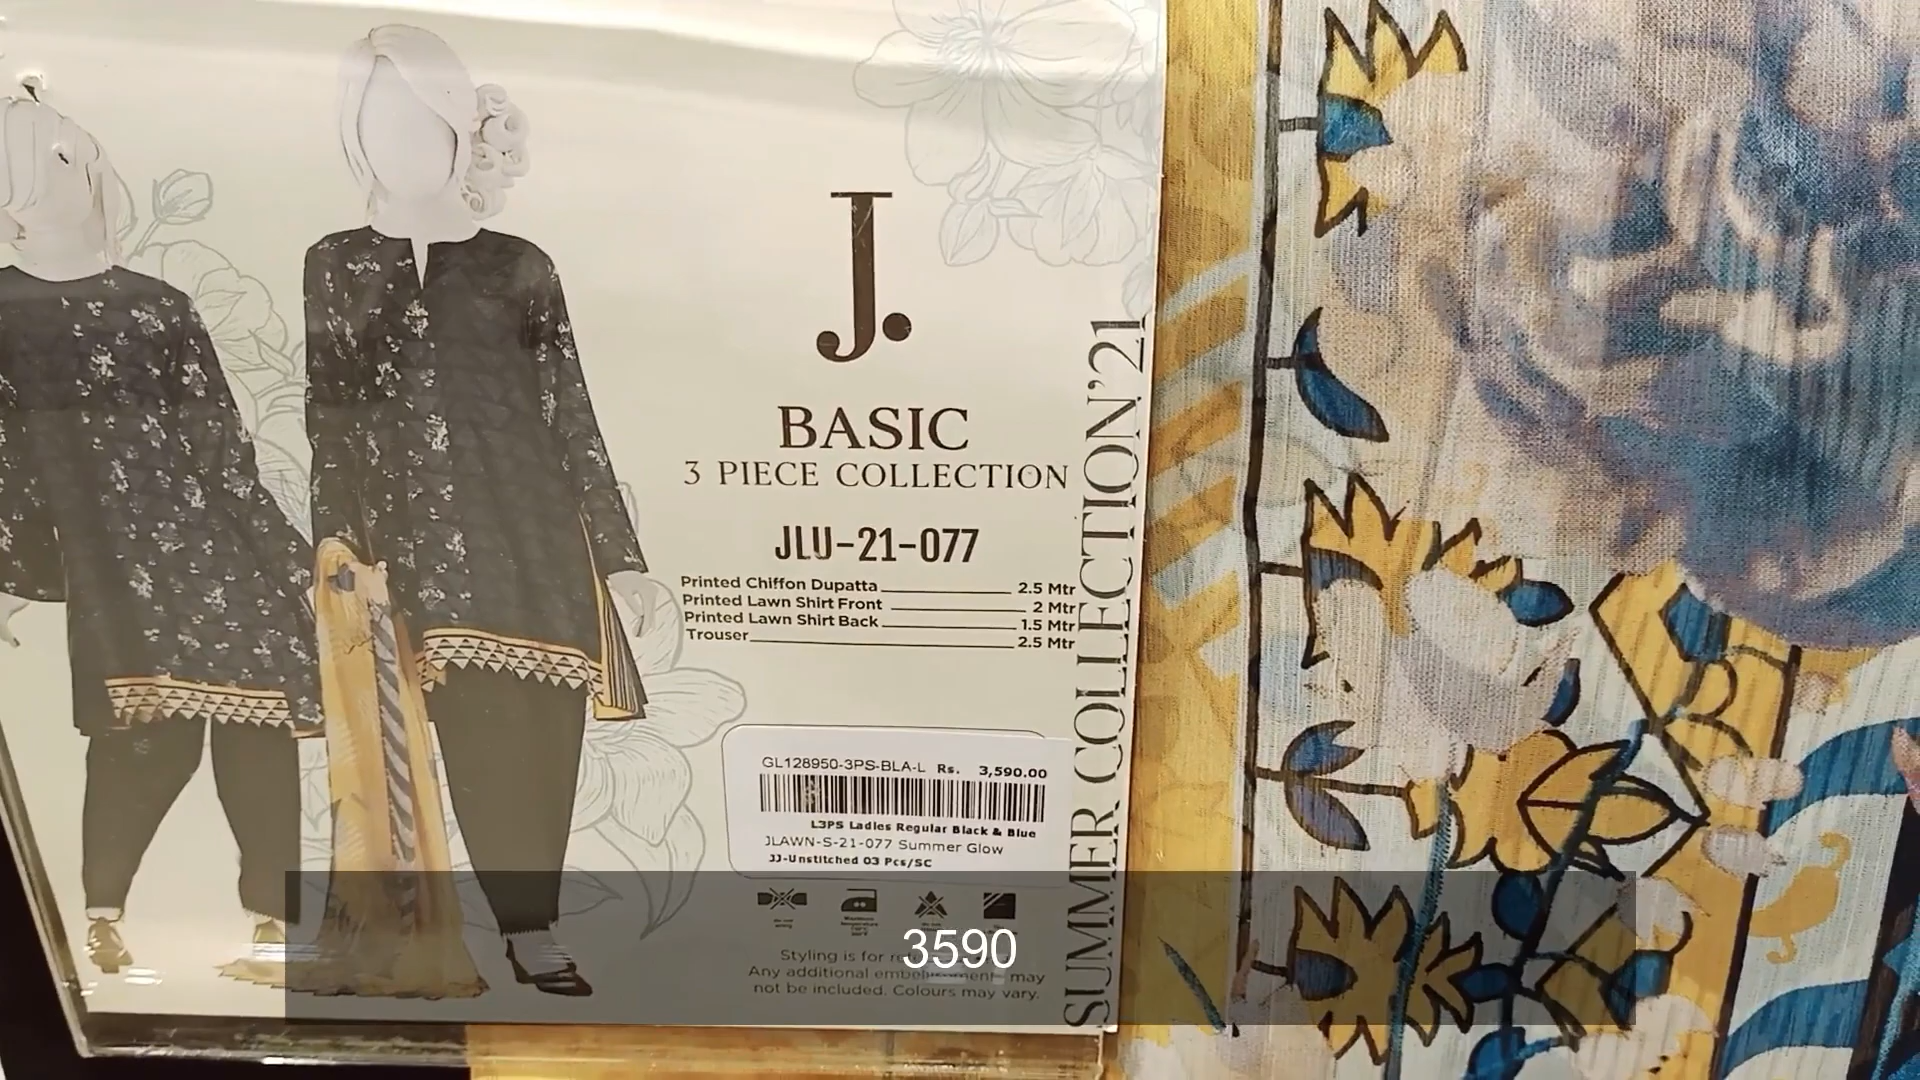 J.
BASIC
3 PIECE COLLECTION
JLU-21-077
Printed Chiffon Dupatta 2.5 Mtr
Printed Lawn Shirt Front 2 Mtr
Printed Lawn Shirt Back 1.5 Mtr
Trouser 2.5 Mtr
SUMMER COLLECTION'21
GL128950-3PS-BLA-L Rs. 3,590.00
L3PS Ladies Regular Black & Blue
JLAWN-S-21-077 Summer Glow
JJ-Unstitched 03 Pcs/SC
Styling is for
3590
Any additional may
not be included. Colours may vary.